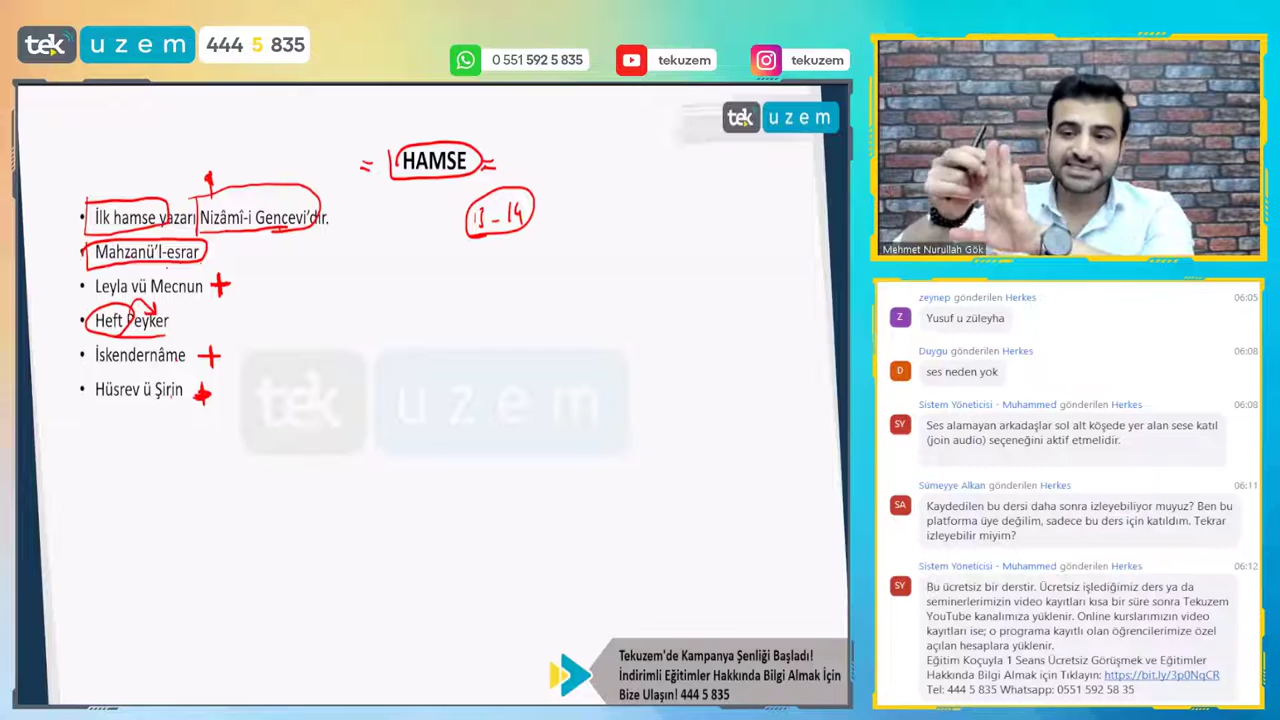 tek
uzem
444 5 835
0 551 592 5 835
tekuzem
tekuzem
tek
uzem
= HAMSE =
13 - 14
• İlk hamse yazarı Nizâmî-i Gencevi'dir.
• Mahzanü'l-esrar
• Leyla vü Mecnun +
• Heft Peyker
• İskendernâme +
• Hüsrev ü Şirin +
tek
uzem
Tekuzem'de Kampanya Şenliği Başladı!
İndirimli Eğitimler Hakkında Bilgi Almak İçin
Bize Ulaşın! 444 5 835
Mehmet Nurullah Gök
zeynep gönderilen Herkes 06:05
Z
Yusuf u züleyha
Duygu gönderilen Herkes 06:08
D
ses neden yok
Sistem Yöneticisi - Muhammed gönderilen Herkes 06:08
SY
Ses alamayan arkadaşlar sol alt köşede yer alan sese katıl
(join audio) seçeneğini aktif etmelidir.
Sümeyye Alkan gönderilen Herkes 06:11
SA
Kaydedilen bu dersi daha sonra izleyebiliyor muyuz? Ben bu
platforma üye değilim, sadece bu ders için katıldım. Tekrar
izleyebilir miyim?
Sistem Yöneticisi - Muhammed gönderilen Herkes 06:12
SY
Bu ücretsiz bir derstir. Ücretsiz işlediğimiz ders ya da
seminerlerimizin video kayıtları kısa bir süre sonra Tekuzem
YouTube kanalımıza yüklenir. Online kurslarımızın video
kayıtları ise; o programa kayıtlı olan öğrencilerimize özel
açılan hesaplara yüklenir.
Eğitim Koçuyla 1 Seans Ücretsiz Görüşmek ve Eğitimler
Hakkında Bilgi Almak için Tıklayın: https://bit.ly/3p0NqCR
Tel: 444 5 835 Whatsapp: 0551 592 58 35